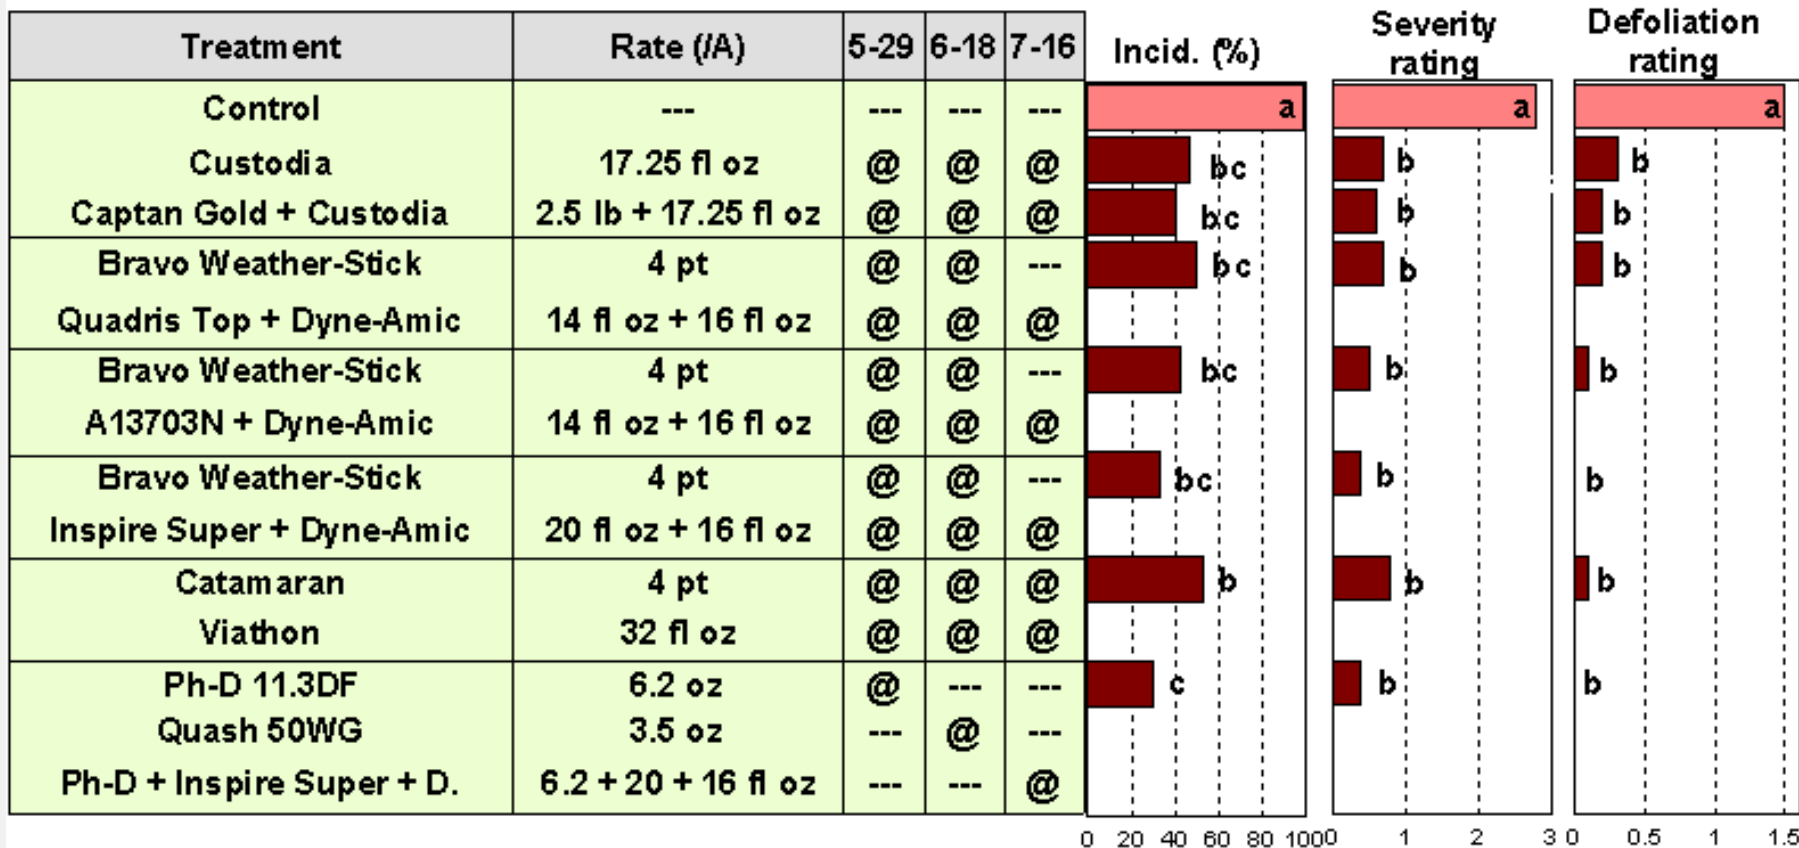 Treatment Rate (/A) 5-29 6-18 7-16 Incid. (%) Severity rating Defoliation rating
Control --- --- --- --- a a a
Custodia 17.25 fl oz @ @ @ bc b b
Captan Gold + Custodia 2.5 lb + 17.25 fl oz @ @ @ bc b b
Bravo Weather-Stick 4 pt @ @ --- bc b b
Quadris Top + Dyne-Amic 14 fl oz + 16 fl oz @ @ @
Bravo Weather-Stick 4 pt @ @ --- bc b b
A13703N + Dyne-Amic 14 fl oz + 16 fl oz @ @ @
Bravo Weather-Stick 4 pt @ @ --- bc b b
Inspire Super + Dyne-Amic 20 fl oz + 16 fl oz @ @ @
Catamaran 4 pt @ @ @ b b b
Viathon 32 fl oz @ @ @
Ph-D 11.3DF 6.2 oz @ --- --- c b b
Quash 50WG 3.5 oz --- @ ---
Ph-D + Inspire Super + D. 6.2 + 20 + 16 fl oz --- --- @
0 20 40 60 80 100 0 1 2 3 0 0.5 1 1.5